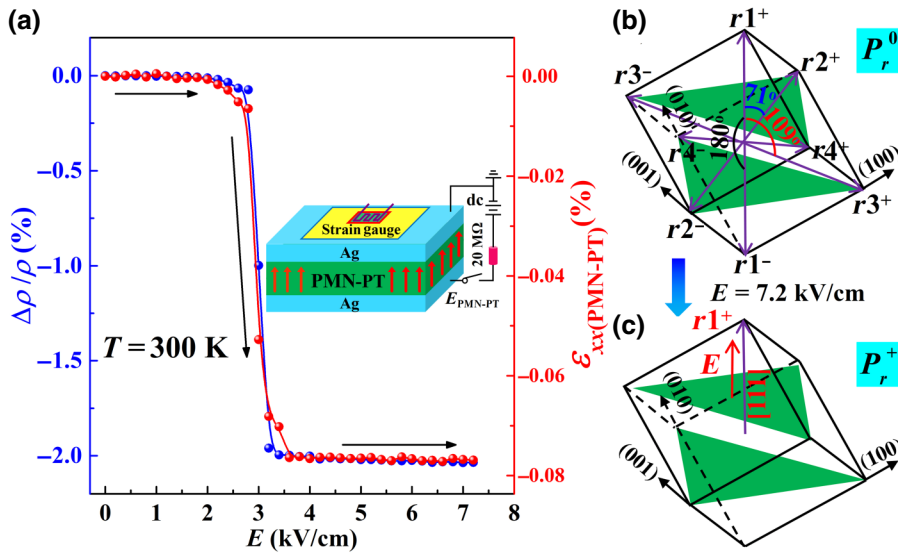 (a)
0.0
−0.5
−1.0
−1.5
−2.0
Δρ/ρ (%)
0 1 2 3 4 5 6 7 8
E (kV/cm)
0.00
−0.02
−0.04
−0.06
−0.08
ε_xx(PMN-PT) (%)
T = 300 K
Strain gauge
Ag
PMN-PT
Ag
dc
20 MΩ
E_PMN-PT
(b)
P_r^0
r1⁺
r2⁺
r3⁻
71°
(010)
109°
180°
r4⁻
r4⁺
(100)
(001)
r3⁺
r2⁻
r1⁻
E = 7.2 kV/cm
(c)
r1⁺
P_r^+
E
[111]
(010)
(001)
(100)